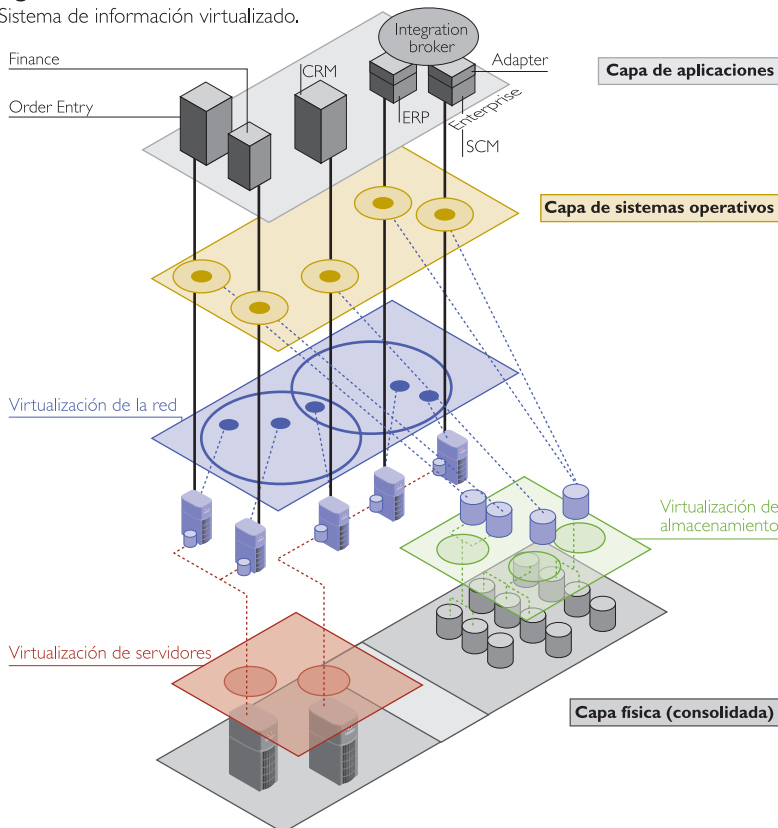 Sistema de información virtualizado.
Integration
broker
Finance
Adapter
CRM
Capa de aplicaciones
Order Entry
ERP
Enterprise
SCM
Capa de sistemas operativos
Virtualización de la red
Virtualización de
almacenamiento
Virtualización de servidores
Capa física (consolidada)